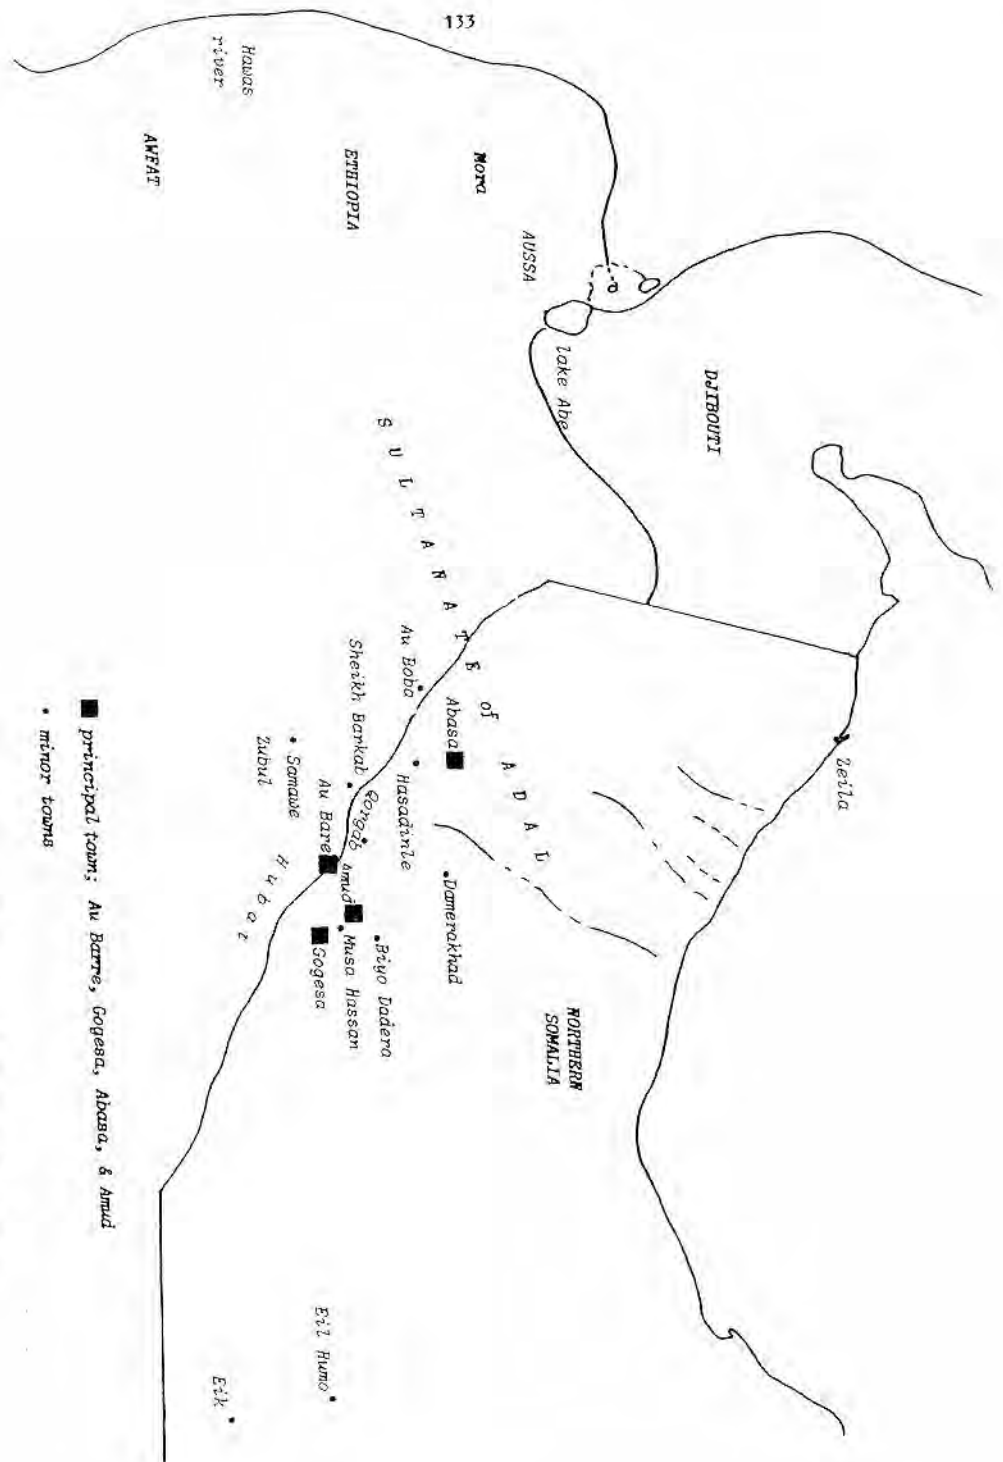 133
Hawas
river
AWFAT
ETHIOPIA
Mora
AUSSA
lake Abe
DJIBOUTI
SULTANATE of ADAL
Zeila
Au Boba
Abasa
Sheikh Barkab
Hasadinle
Qorgab
Samawe
Zubul
Au Bare
Amud
Damerakhad
Biyo Dadera
Musa Hassan
Gogesa
Hubat
NORTHERN
SOMALIA
Eil Humo
Eik
principal town; Au Barre, Gogesa, Abasa, & Amud
minor towns